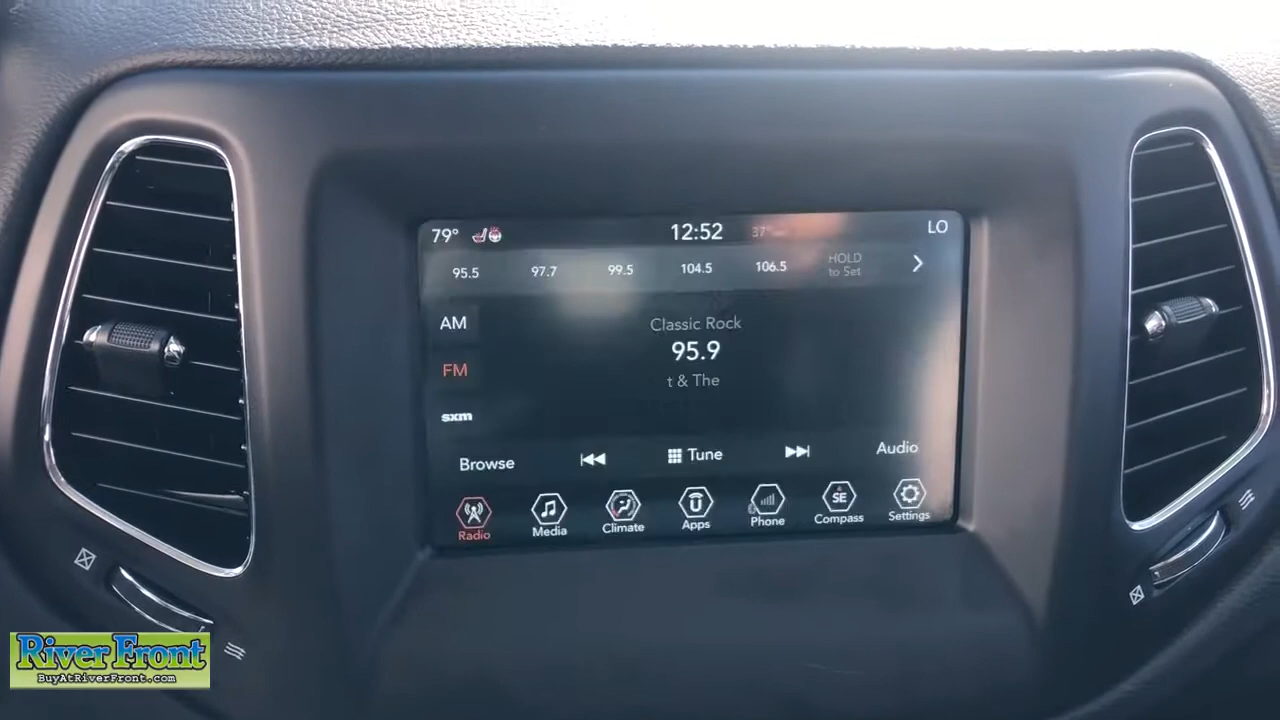 79° 12:52 37° LO
95.5 97.7 99.5 104.5 106.5 HOLD
to Set
AM
Classic Rock
95.9
FM
t & The
sxm
Browse Tune Audio
Radio Media Climate Apps Phone SE Compass Settings
River Front
BuyAtRiverFront.com